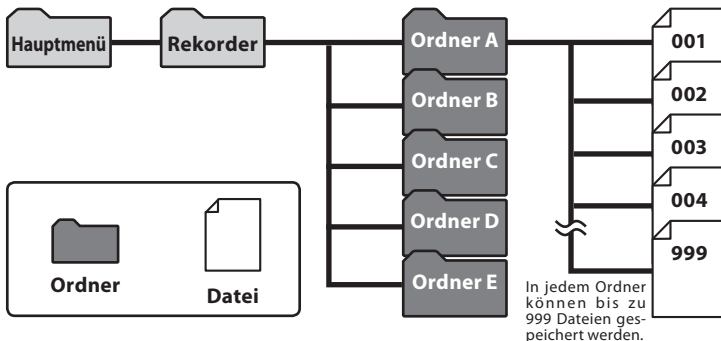 Hauptmenü
Rekorder
Ordner A
Ordner B
Ordner C
Ordner D
Ordner E
001
002
003
004
999
Ordner
Datei
In jedem Ordner
können bis zu
999 Dateien ges-
peichert werden.